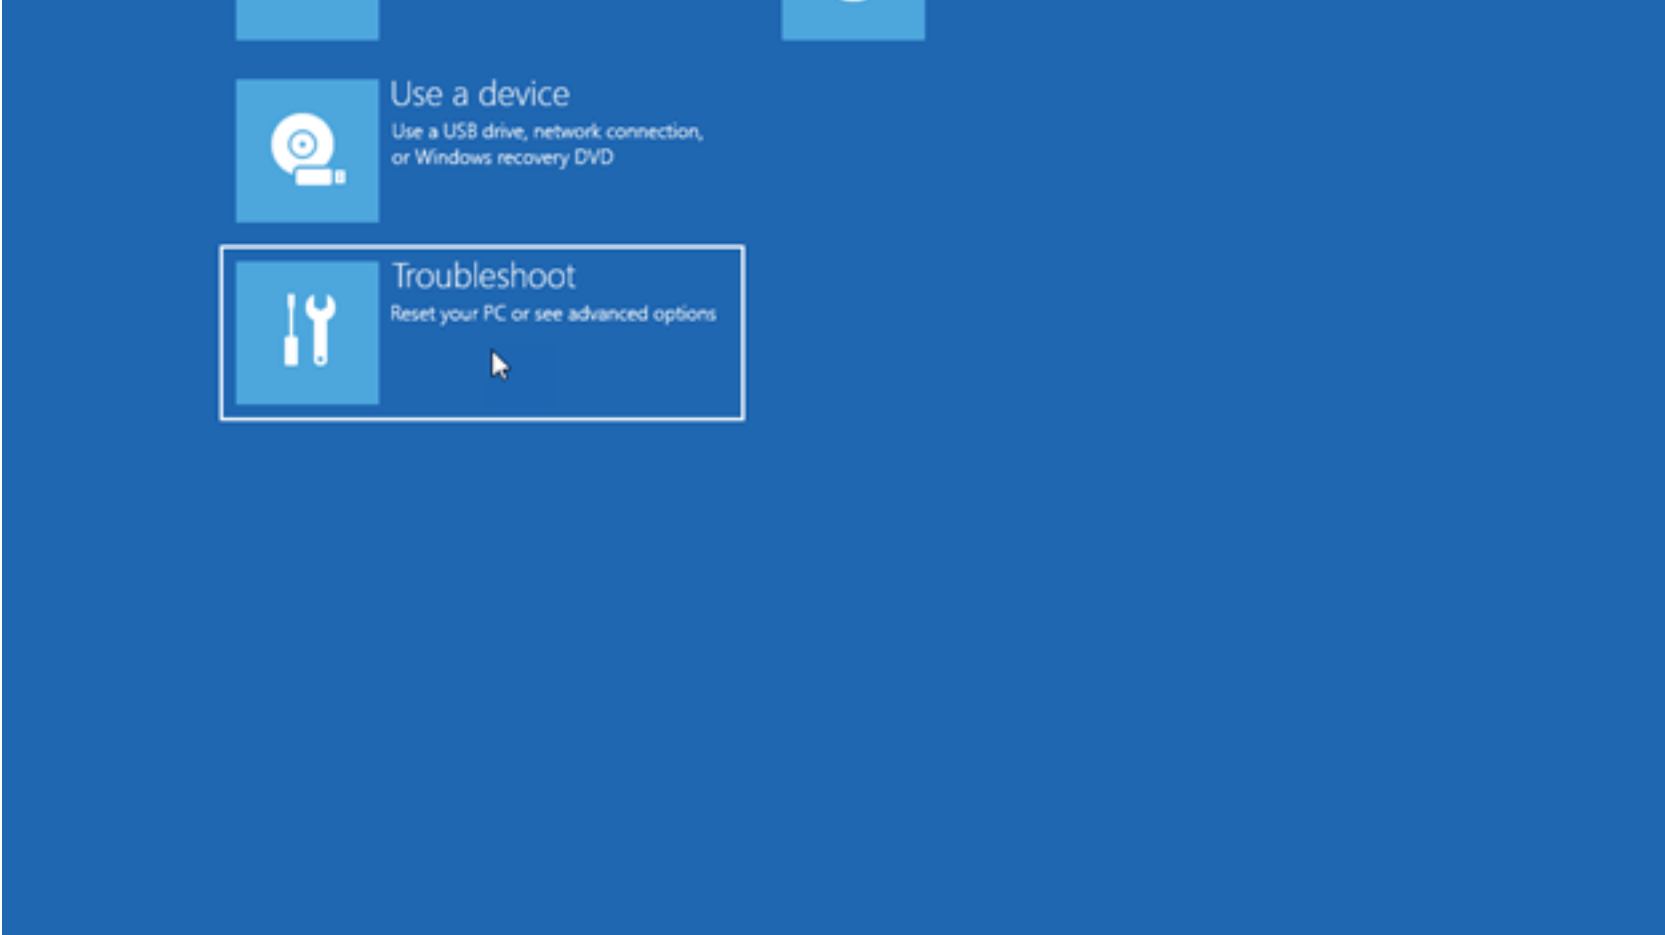 Use a device
Use a USB drive, network connection,
or Windows recovery DVD
Troubleshoot
Reset your PC or see advanced options